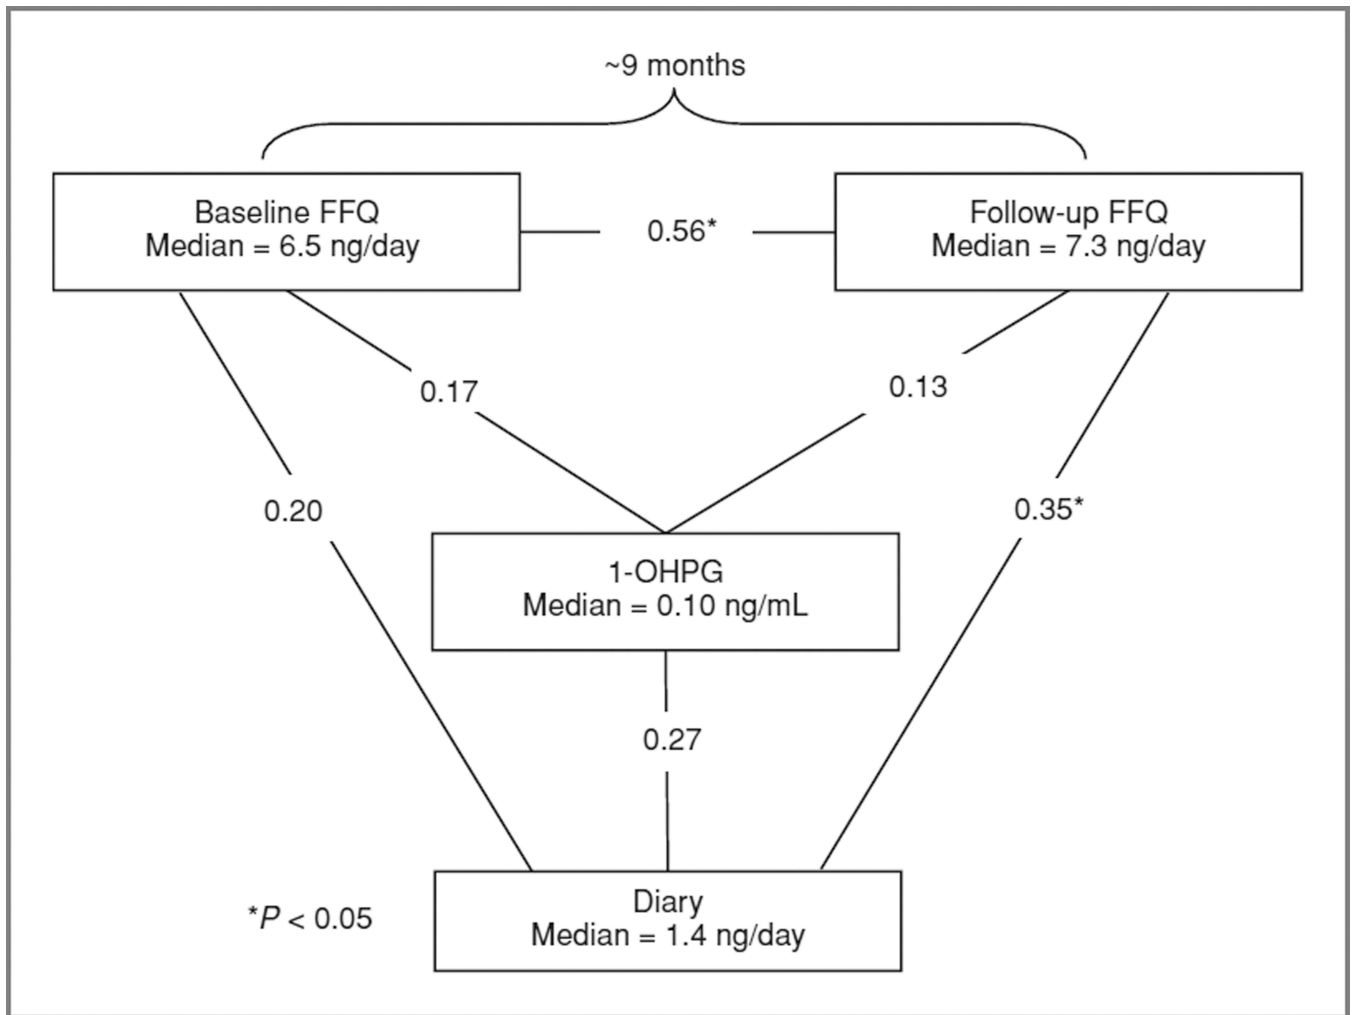 ~9 months
Baseline FFQ
Median = 6.5 ng/day
0.56*
Follow-up FFQ
Median = 7.3 ng/day
0.17
0.13
0.20
0.35*
1-OHPG
Median = 0.10 ng/mL
0.27
Diary
Median = 1.4 ng/day
*P < 0.05